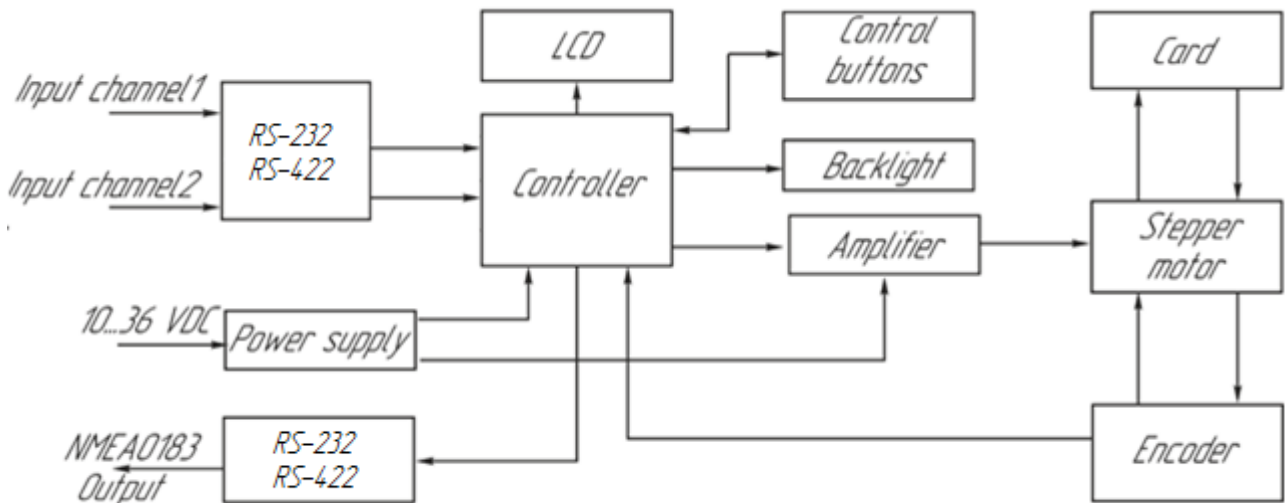 LCD
Control
buttons
Card
Input channel1
RS-232
RS-422
Input channel2
Controller
Backlight
Amplifier
Stepper
motor
10...36 VDC
Power supply
NMEA0183
Output
RS-232
RS-422
Encoder